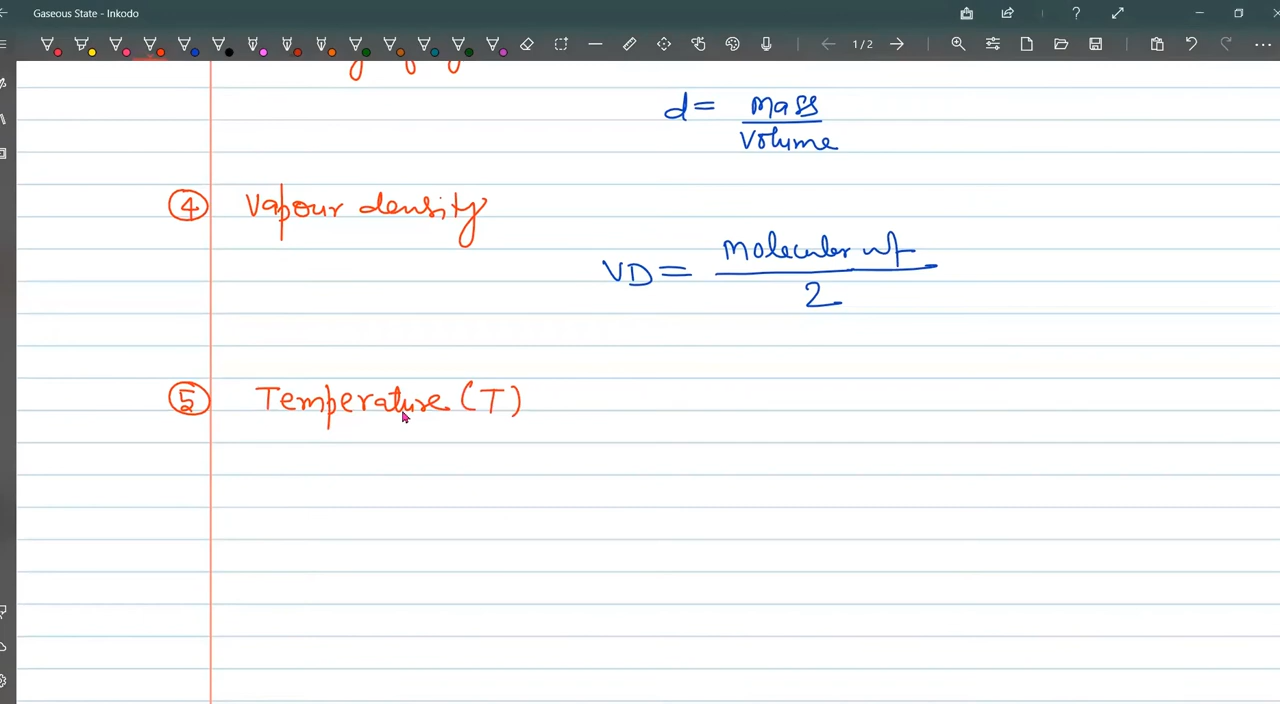 Gaseous State - Inkodo
1/2
d = mass
volume
④ Vapour density
VD = molecular wt
2
⑤ Temperature (T)